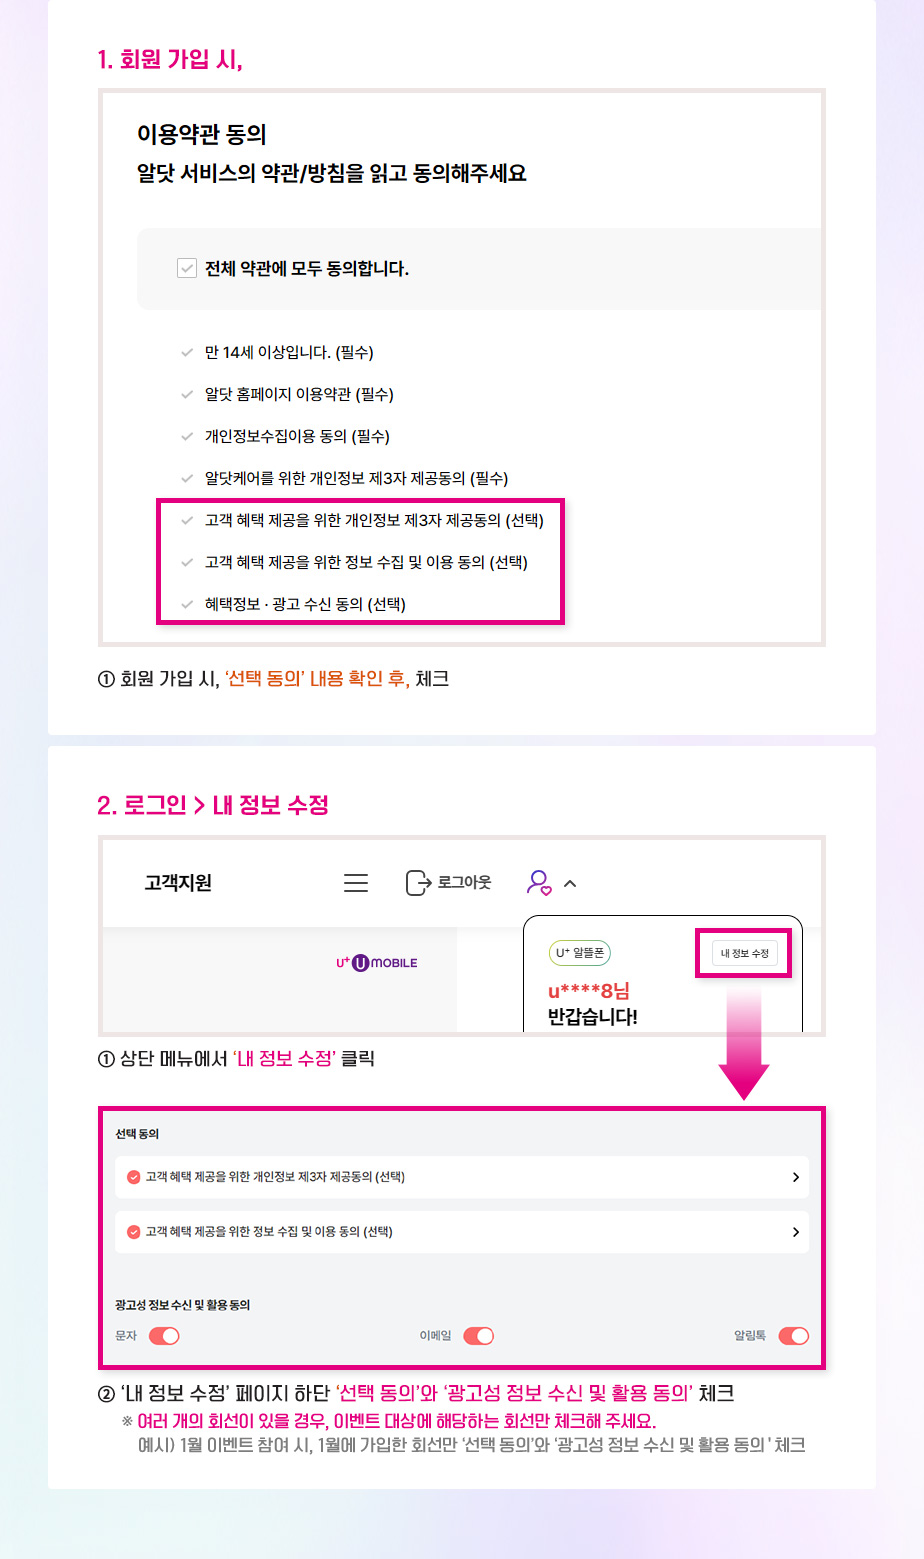 1. 회원 가입 시,
이용약관 동의
알닷 서비스의 약관/방침을 읽고 동의해주세요
전체 약관에 모두 동의합니다.
만 14세 이상입니다. (필수)
알닷 홈페이지 이용약관 (필수)
개인정보수집이용 동의 (필수)
알닷케어를 위한 개인정보 제3자 제공동의 (필수)
고객 혜택 제공을 위한 개인정보 제3자 제공동의 (선택)
고객 혜택 제공을 위한 정보 수집 및 이용 동의 (선택)
혜택정보 · 광고 수신 동의 (선택)
① 회원 가입 시, ‘선택 동의’ 내용 확인 후, 체크
2. 로그인 > 내 정보 수정
고객지원 로그아웃
U+ 알뜰폰 내 정보 수정
U+ U MOBILE
u****8님
반갑습니다!
① 상단 메뉴에서 ‘내 정보 수정’ 클릭
선택 동의
고객 혜택 제공을 위한 개인정보 제3자 제공동의 (선택)
고객 혜택 제공을 위한 정보 수집 및 이용 동의 (선택)
광고성 정보 수신 및 활용 동의
문자 이메일 알림톡
② ‘내 정보 수정’ 페이지 하단 ‘선택 동의’와 ‘광고성 정보 수신 및 활용 동의’ 체크
※ 여러 개의 회선이 있을 경우, 이벤트 대상에 해당하는 회선만 체크해 주세요.
예시) 1월 이벤트 참여 시, 1월에 가입한 회선만 ‘선택 동의’와 ‘광고성 정보 수신 및 활용 동의 ' 체크